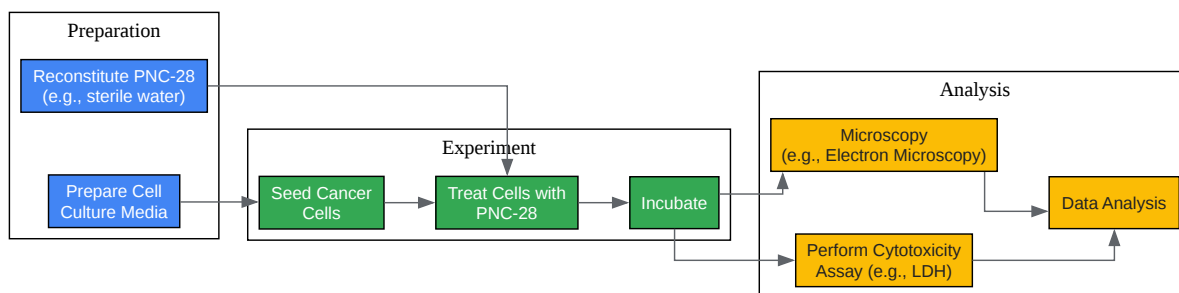 Preparation
Reconstitute PNC-28
(e.g., sterile water)
Prepare Cell
Culture Media
Experiment
Seed Cancer
Cells
Treat Cells with
PNC-28
Incubate
Analysis
Microscopy
(e.g., Electron Microscopy)
Perform Cytotoxicity
Assay (e.g., LDH)
Data Analysis